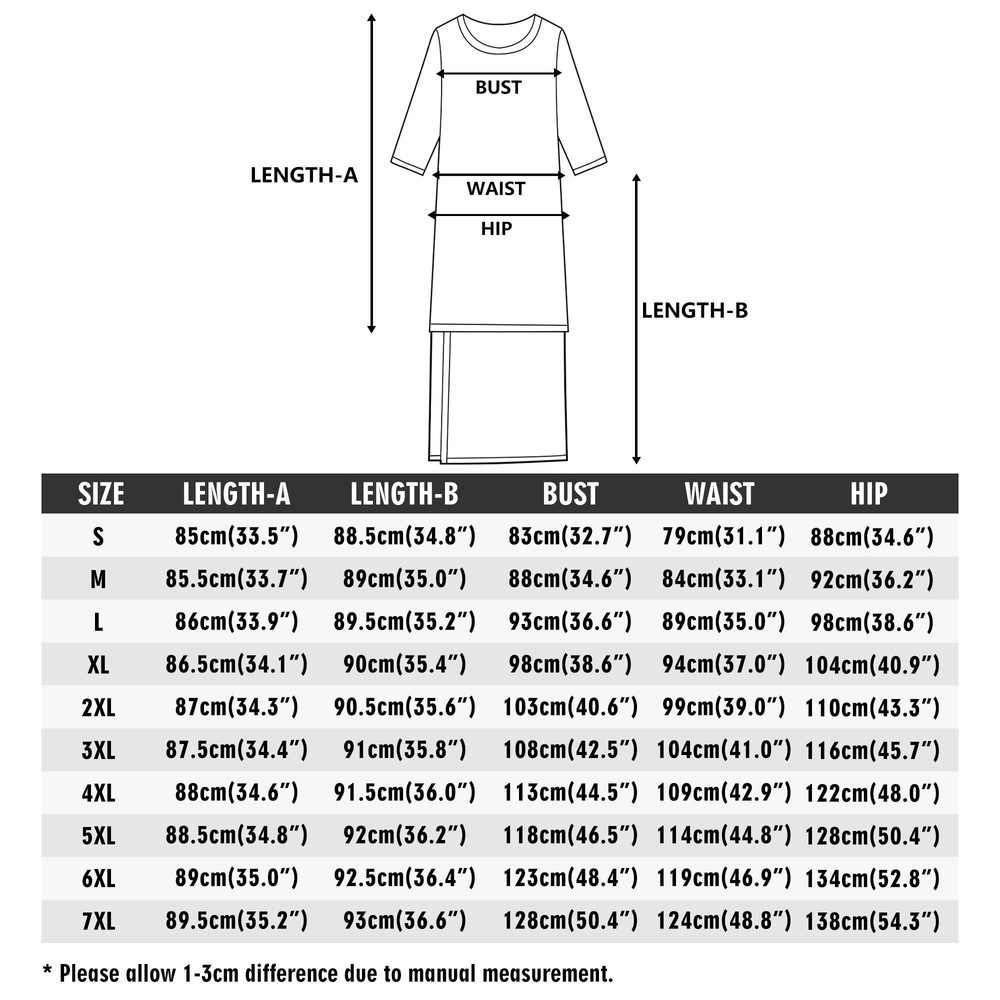 BUST
LENGTH-A
WAIST
HIP
LENGTH-B
SIZE LENGTH-A LENGTH-B BUST WAIST HIP
S 85cm(33.5”) 88.5cm(34.8”) 83cm(32.7”) 79cm(31.1”) 88cm(34.6”)
M 85.5cm(33.7”) 89cm(35.0”) 88cm(34.6”) 84cm(33.1”) 92cm(36.2”)
L 86cm(33.9”) 89.5cm(35.2”) 93cm(36.6”) 89cm(35.0”) 98cm(38.6”)
XL 86.5cm(34.1”) 90cm(35.4”) 98cm(38.6”) 94cm(37.0”) 104cm(40.9”)
2XL 87cm(34.3”) 90.5cm(35.6”) 103cm(40.6”) 99cm(39.0”) 110cm(43.3”)
3XL 87.5cm(34.4”) 91cm(35.8”) 108cm(42.5”) 104cm(41.0”) 116cm(45.7”)
4XL 88cm(34.6”) 91.5cm(36.0”) 113cm(44.5”) 109cm(42.9”) 122cm(48.0”)
5XL 88.5cm(34.8”) 92cm(36.2”) 118cm(46.5”) 114cm(44.8”) 128cm(50.4”)
6XL 89cm(35.0”) 92.5cm(36.4”) 123cm(48.4”) 119cm(46.9”) 134cm(52.8”)
7XL 89.5cm(35.2”) 93cm(36.6”) 128cm(50.4”) 124cm(48.8”) 138cm(54.3”)
* Please allow 1-3cm difference due to manual measurement.